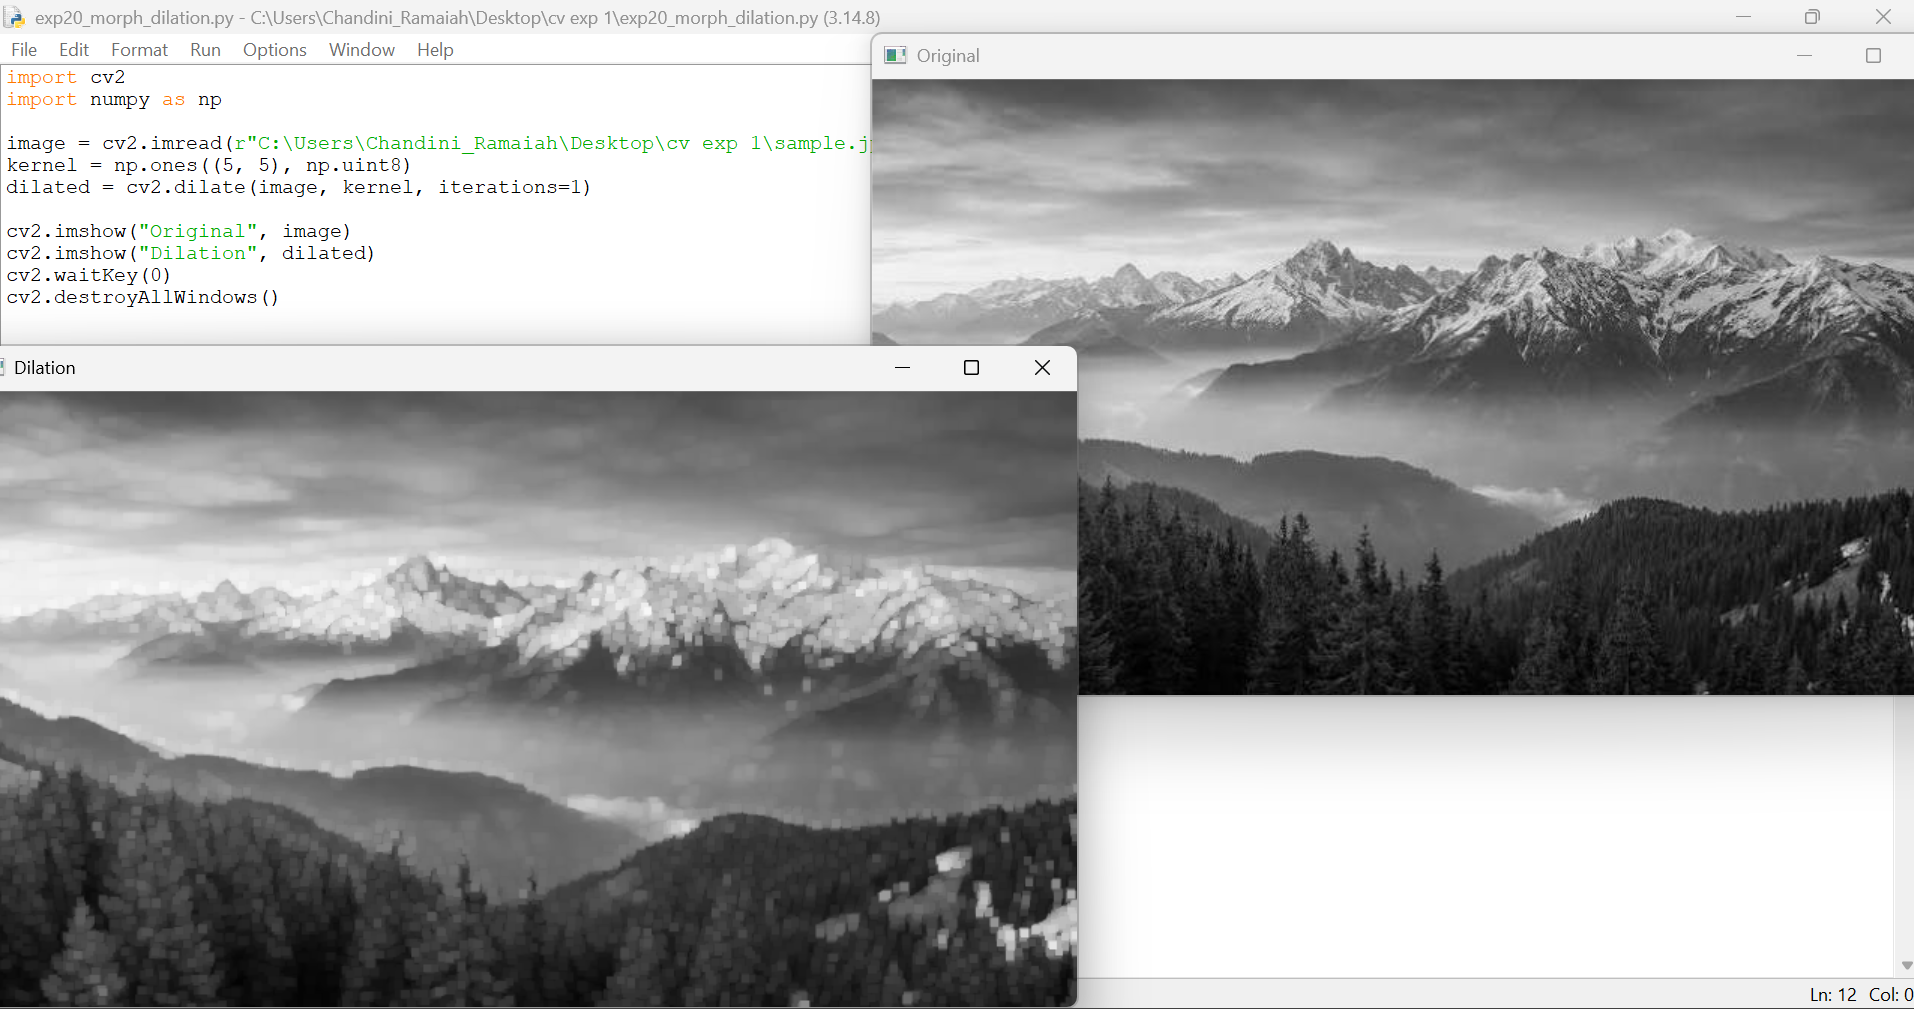 exp20_morph_dilation.py - C:\Users\Chandini_Ramaiah\Desktop\cv exp 1\exp20_morph_dilation.py (3.14.8)
File Edit Format Run Options Window Help
import cv2
import numpy as np
image = cv2.imread(r"C:\Users\Chandini_Ramaiah\Desktop\cv exp 1\sample.j
kernel = np.ones((5, 5), np.uint8)
dilated = cv2.dilate(image, kernel, iterations=1)
cv2.imshow("Original", image)
cv2.imshow("Dilation", dilated)
cv2.waitKey(0)
cv2.destroyAllWindows()
Original
Dilation
Ln: 12 Col: 0